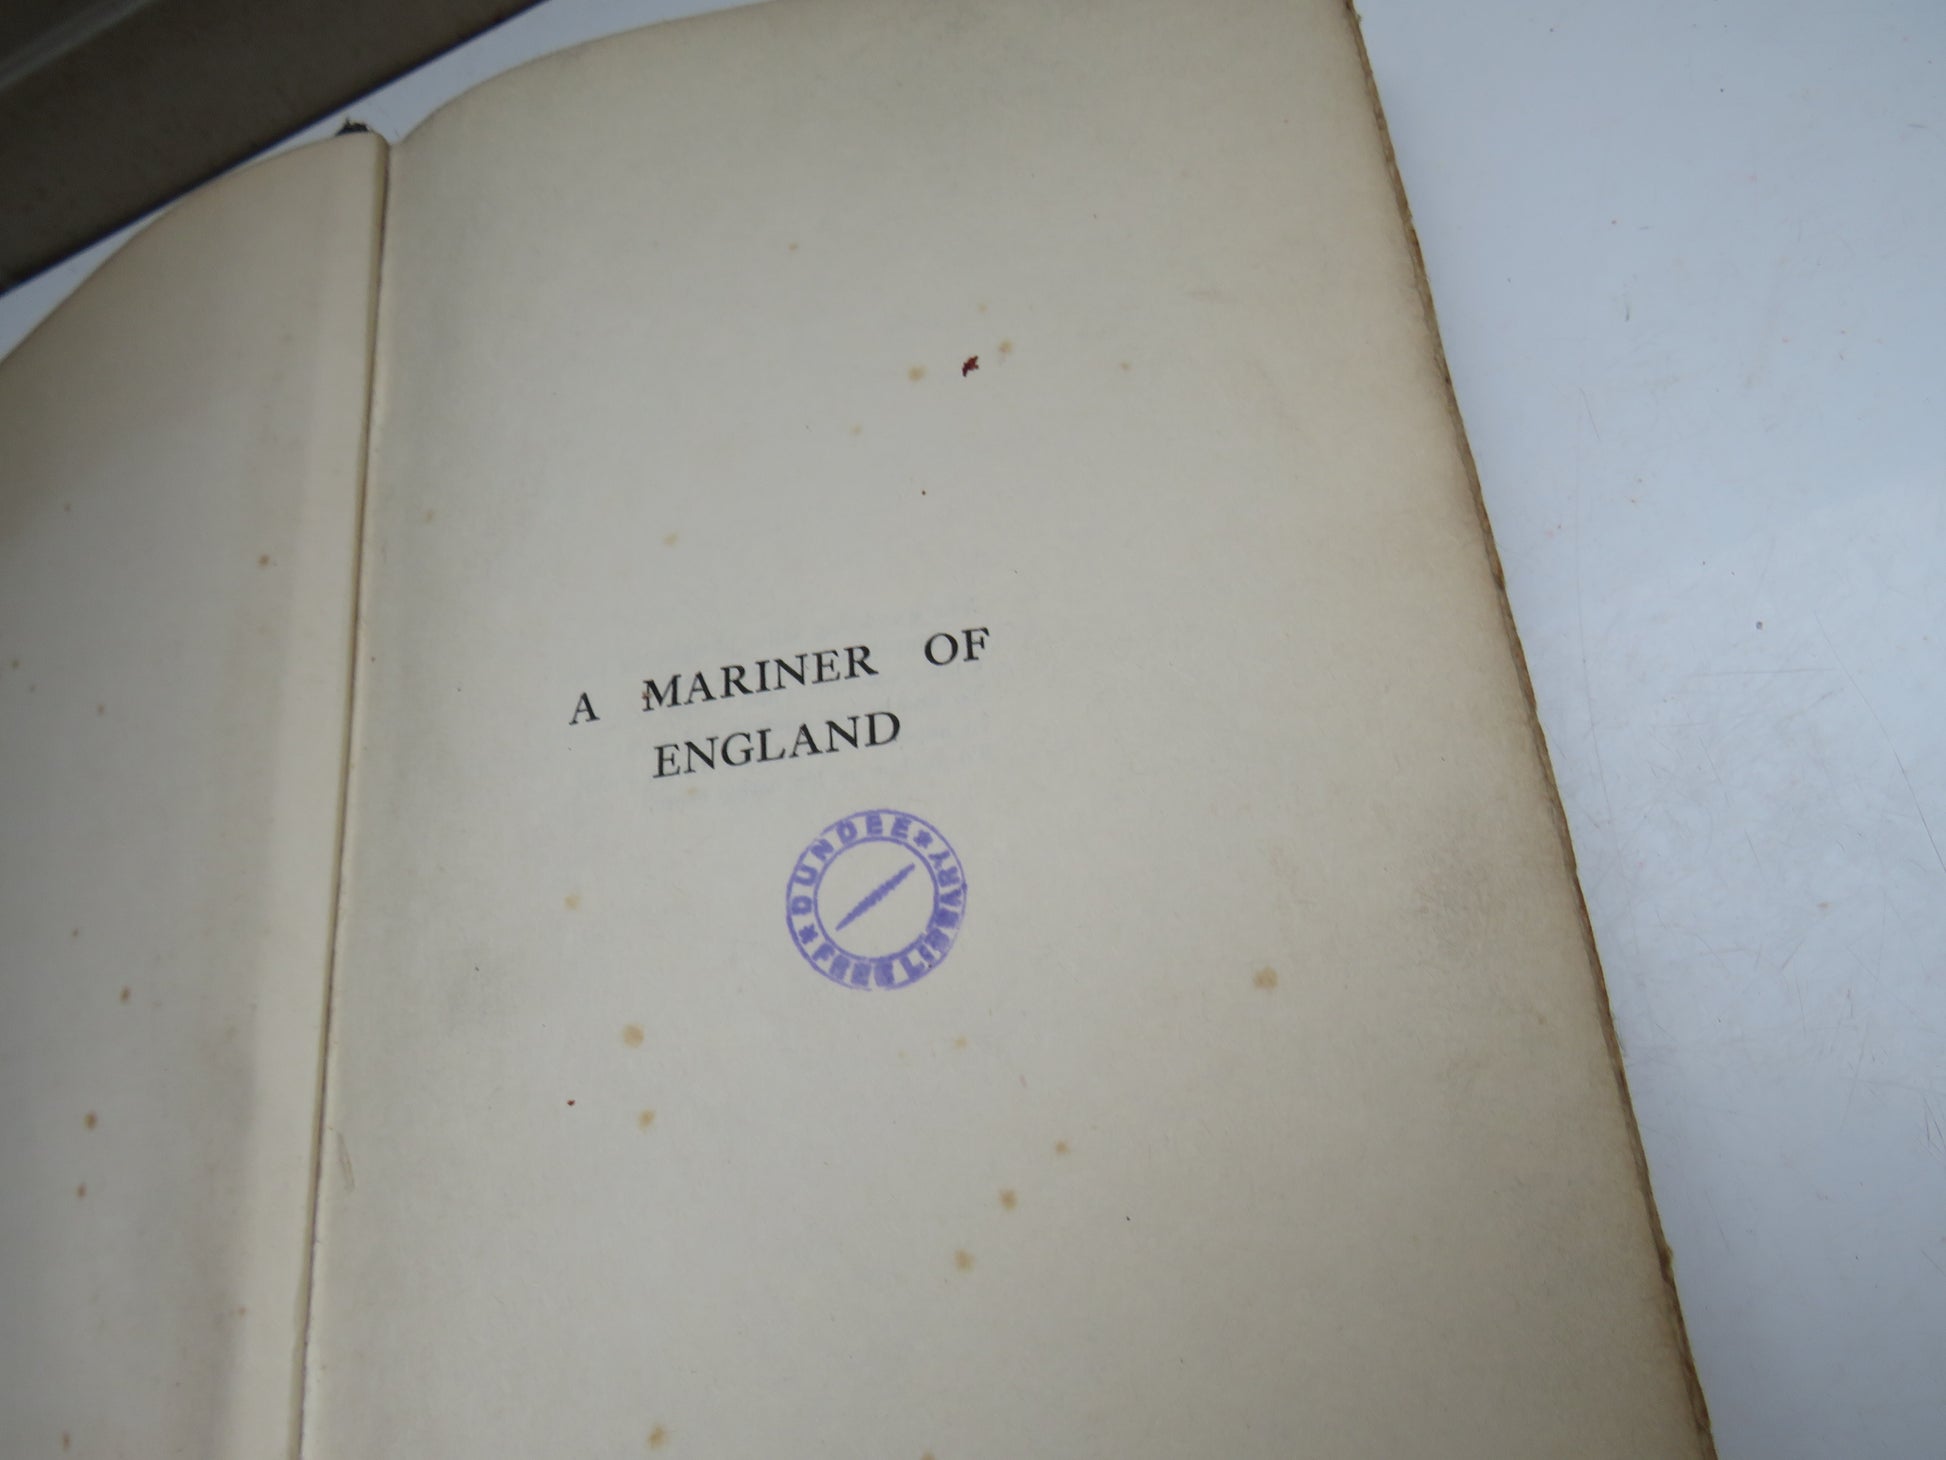 A MARINER OF
ENGLAND
* DUNDEE *
FREE LIBRARY